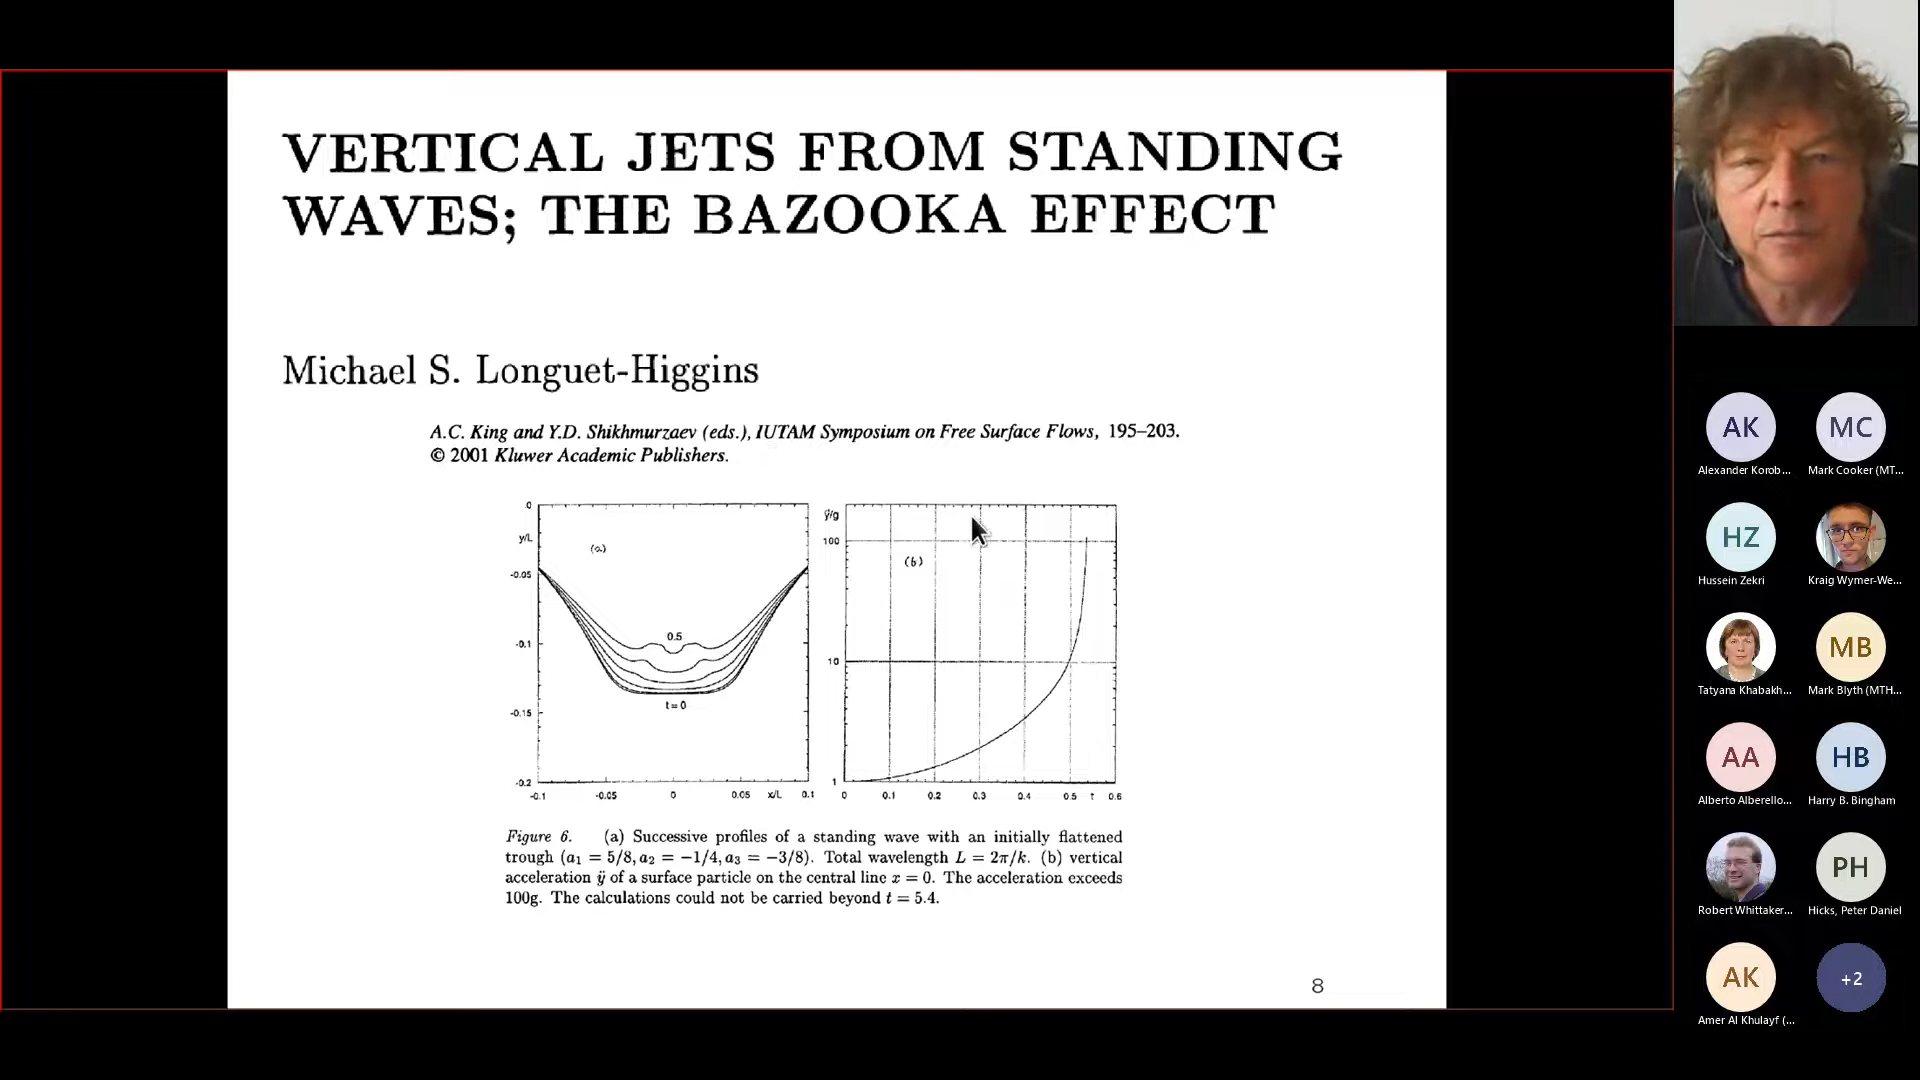 VERTICAL JETS FROM STANDING
WAVES; THE BAZOOKA EFFECT
Michael S. Longuet-Higgins
A.C. King and Y.D. Shikhmurzaev (eds.), IUTAM Symposium on Free Surface Flows, 195–203.
© 2001 Kluwer Academic Publishers.
0
y/L
-0.05
-0.1
-0.15
-0.2
(a)
0.5
t=0
-0.1 -0.05 0 0.05 x/L 0.1
ÿ/g
100
10
1
(b)
0 0.1 0.2 0.3 0.4 0.5 t 0.6
Figure 6. (a) Successive profiles of a standing wave with an initially flattened
trough (a₁ = 5/8, a₂ = −1/4, a₃ = −3/8). Total wavelength L = 2π/k. (b) vertical
acceleration ÿ of a surface particle on the central line x = 0. The acceleration exceeds
100g. The calculations could not be carried beyond t = 5.4.
8
AK
Alexander Korob...
MC
Mark Cooker (MT...
HZ
Hussein Zekri
Kraig Wymer-We...
Tatyana Khabakh...
MB
Mark Blyth (MTH...
AA
Alberto Alberello...
HB
Harry B. Bingham
Robert Whittaker...
PH
Hicks, Peter Daniel
AK
Amer Al Khulayf (...
+2